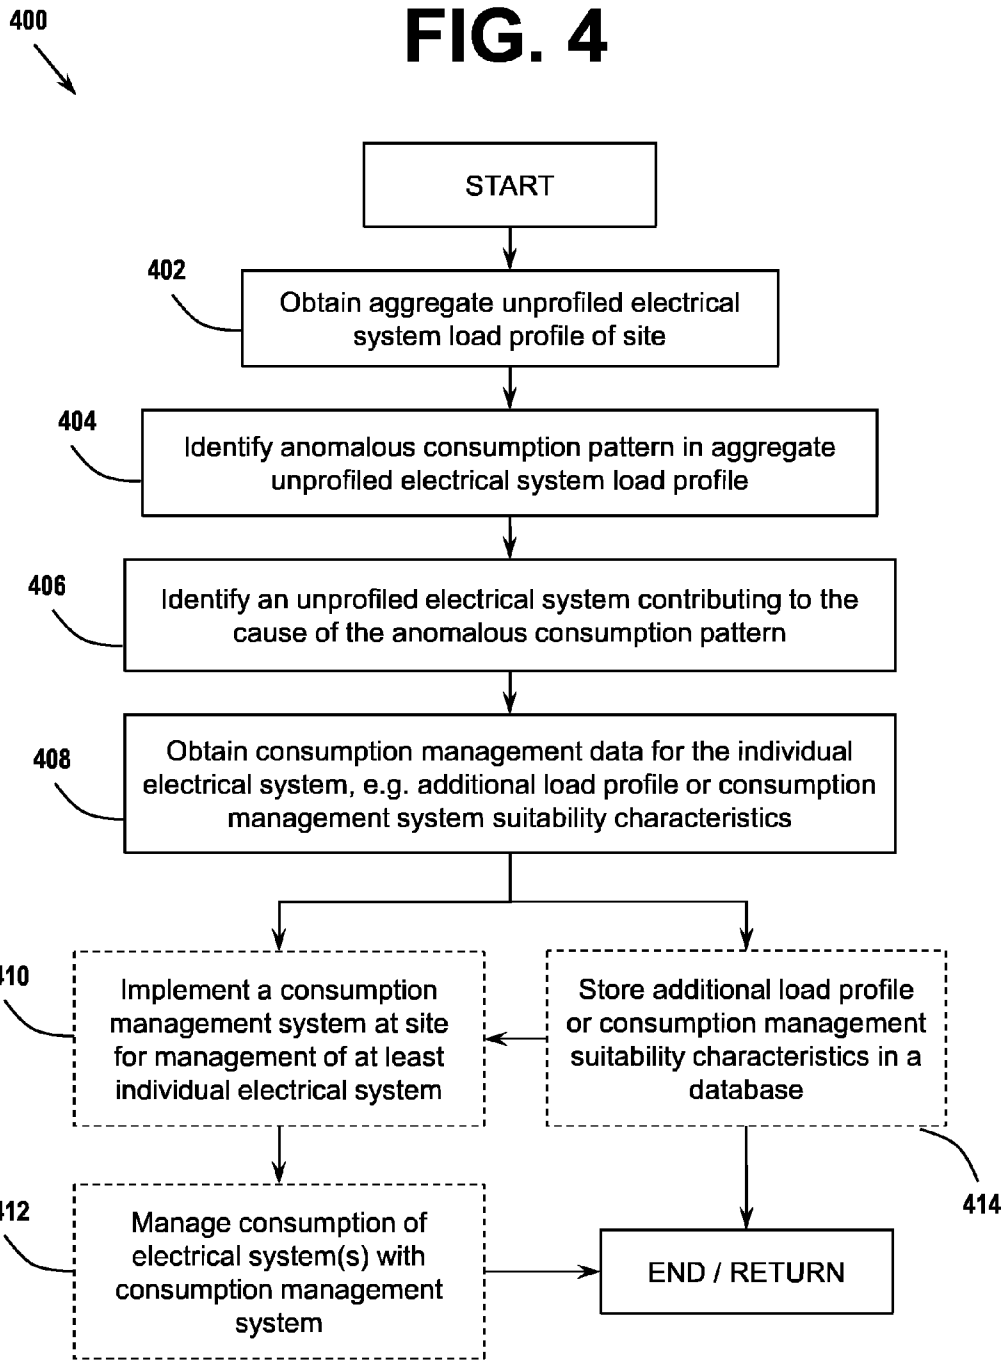 400
FIG. 4
START
402
Obtain aggregate unprofiled electrical
system load profile of site
404
Identify anomalous consumption pattern in aggregate
unprofiled electrical system load profile
406
Identify an unprofiled electrical system contributing to the
cause of the anomalous consumption pattern
408
Obtain consumption management data for the individual
electrical system, e.g. additional load profile or consumption
management system suitability characteristics
410
Implement a consumption
management system at site
for management of at least
individual electrical system
Store additional load profile
or consumption management
suitability characteristics in a
database
414
412
Manage consumption of
electrical system(s) with
consumption management
system
END / RETURN